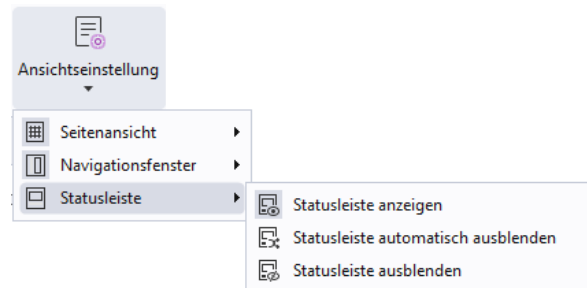 Ansichtseinstellung
Seitenansicht
Navigationsfenster
Statusleiste
Statusleiste anzeigen
Statusleiste automatisch ausblenden
Statusleiste ausblenden